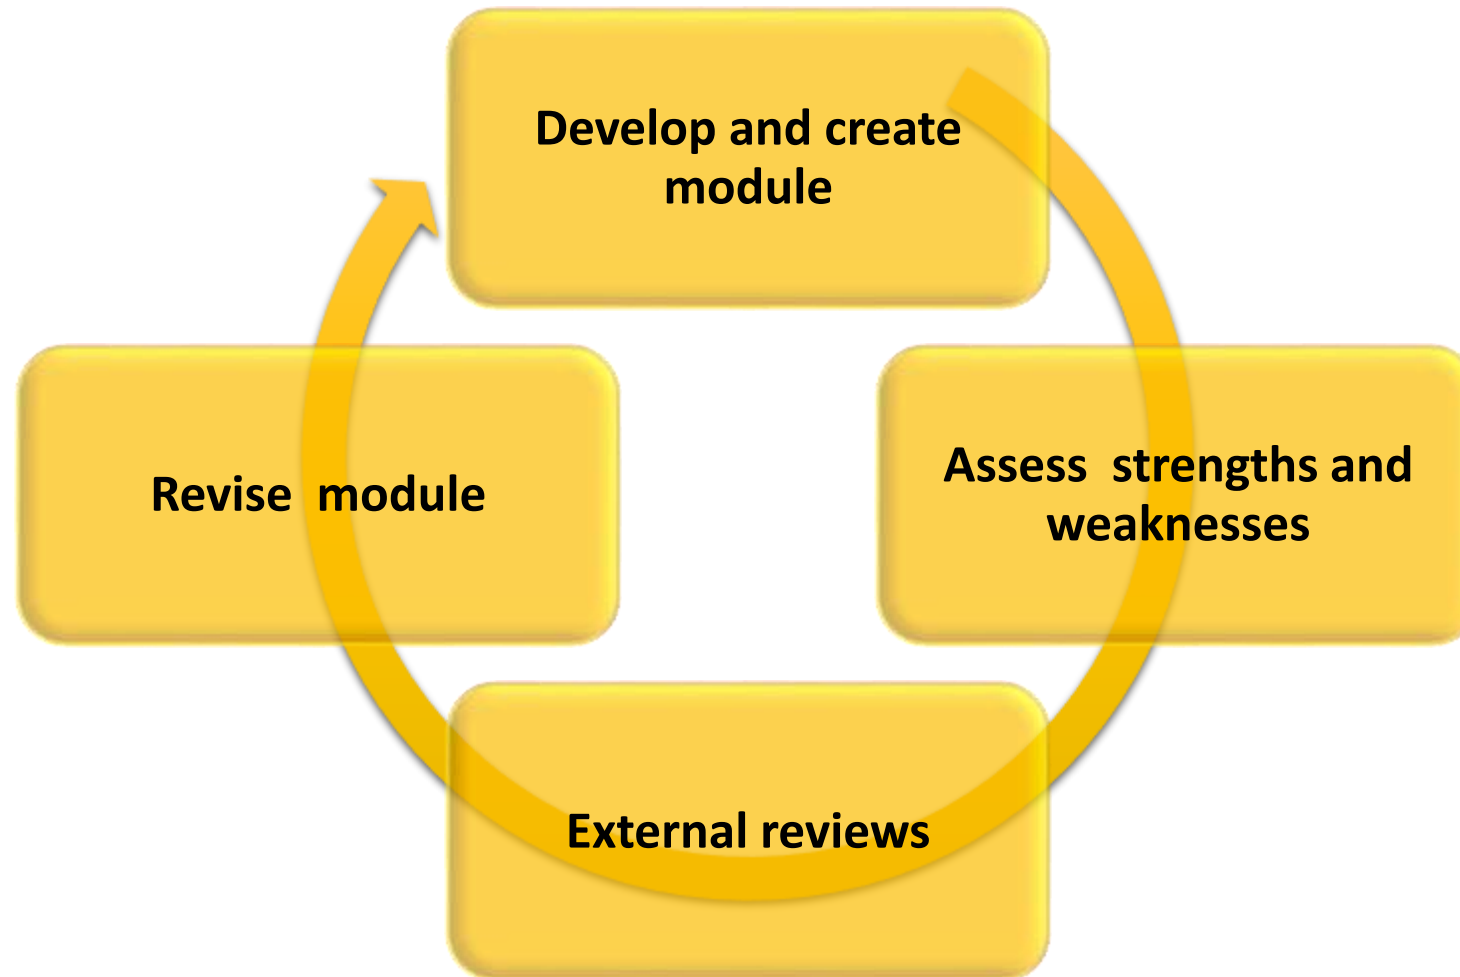 Develop and create
module
Assess  strengths and
weaknesses
External reviews
Revise  module